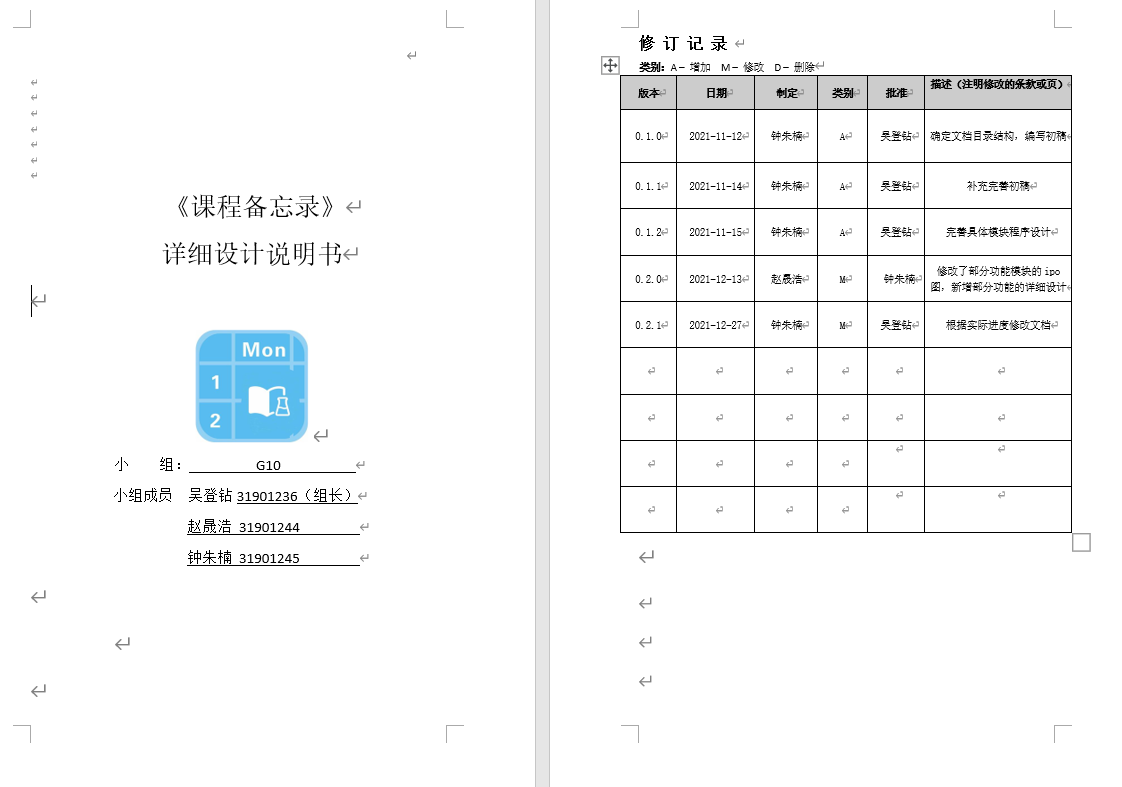 《课程备忘录》
详细设计说明书
Mon
1
2
小 组： G10
小组成员 吴登钻 31901236（组长）
赵晟浩 31901244
钟朱楠 31901245
修 订 记 录
类别：A – 增加 M – 修改 D – 删除
版本 日期 制定 类别 批准 描述（注明修改的条款或页）
0.1.0 2021-11-12 钟朱楠 A 吴登钻 确定文档目录结构，编写初稿
0.1.1 2021-11-14 钟朱楠 A 吴登钻 补充完善初稿
0.1.2 2021-11-15 钟朱楠 A 吴登钻 完善具体模块程序设计
0.2.0 2021-12-13 赵晟浩 M 钟朱楠 修改了部分功能模块的 ipo
图，新增部分功能的详细设计
0.2.1 2021-12-27 钟朱楠 M 吴登钻 根据实际进度修改文档